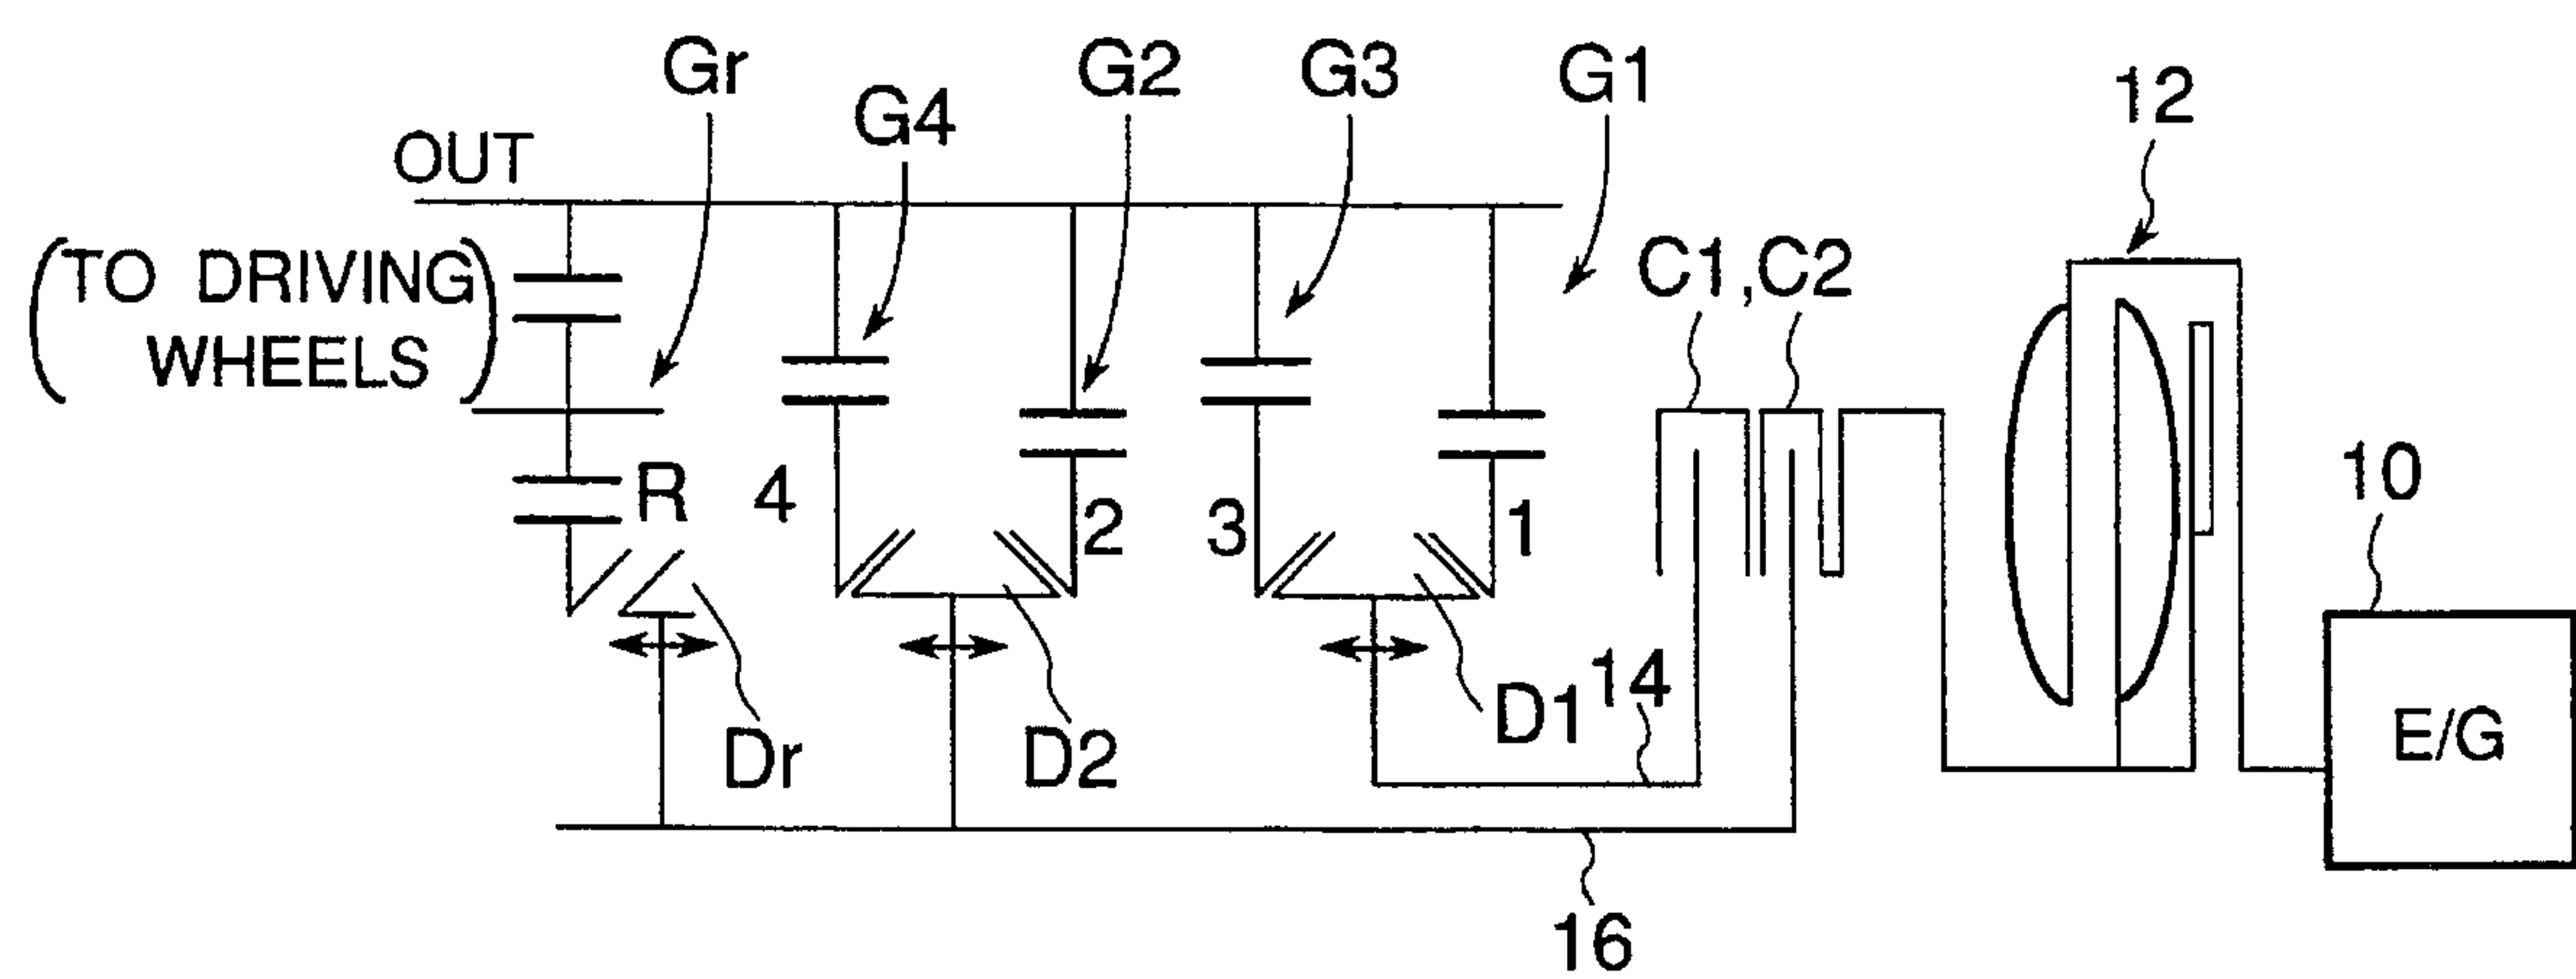 Gr
G4
G2
G3
G1
12
OUT
(TO DRIVING
WHEELS)
C1,C2
10
R
4
2
3
1
14
D1
Dr
D2
E/G
16